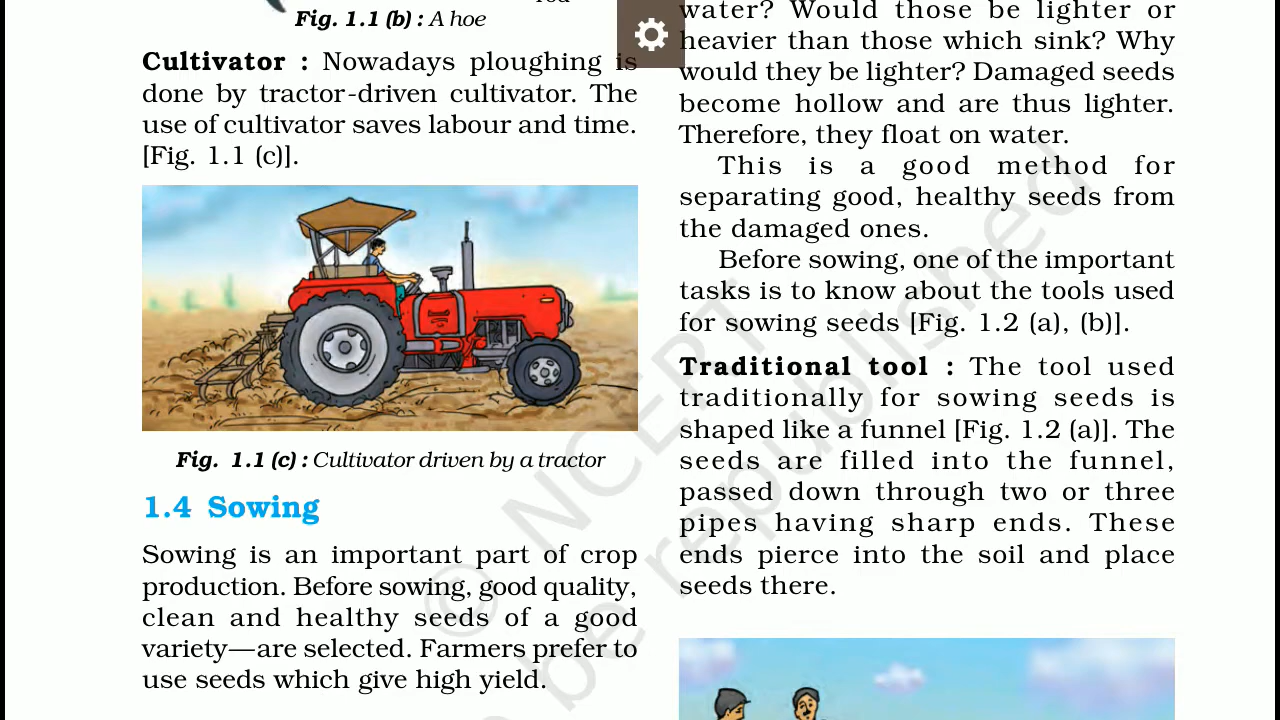 Fig. 1.1 (b) : A hoe
Cultivator : Nowadays ploughing is
done by tractor-driven cultivator. The
use of cultivator saves labour and time.
[Fig. 1.1 (c)].
Fig. 1.1 (c) : Cultivator driven by a tractor
1.4 Sowing
Sowing is an important part of crop
production. Before sowing, good quality,
clean and healthy seeds of a good
variety—are selected. Farmers prefer to
use seeds which give high yield.
water? Would those be lighter or
heavier than those which sink? Why
would they be lighter? Damaged seeds
become hollow and are thus lighter.
Therefore, they float on water.
This is a good method for
separating good, healthy seeds from
the damaged ones.
Before sowing, one of the important
tasks is to know about the tools used
for sowing seeds [Fig. 1.2 (a), (b)].
Traditional tool : The tool used
traditionally for sowing seeds is
shaped like a funnel [Fig. 1.2 (a)]. The
seeds are filled into the funnel,
passed down through two or three
pipes having sharp ends. These
ends pierce into the soil and place
seeds there.
© NCERT
be republished